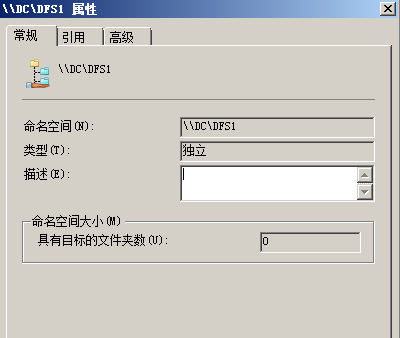 \\DC\DFS1 属性
常规 引用 高级
\\DC\DFS1
命名空间(N): \\DC\DFS1
类型(T): 独立
描述(E):
命名空间大小(M)
具有目标的文件夹数(U): 0